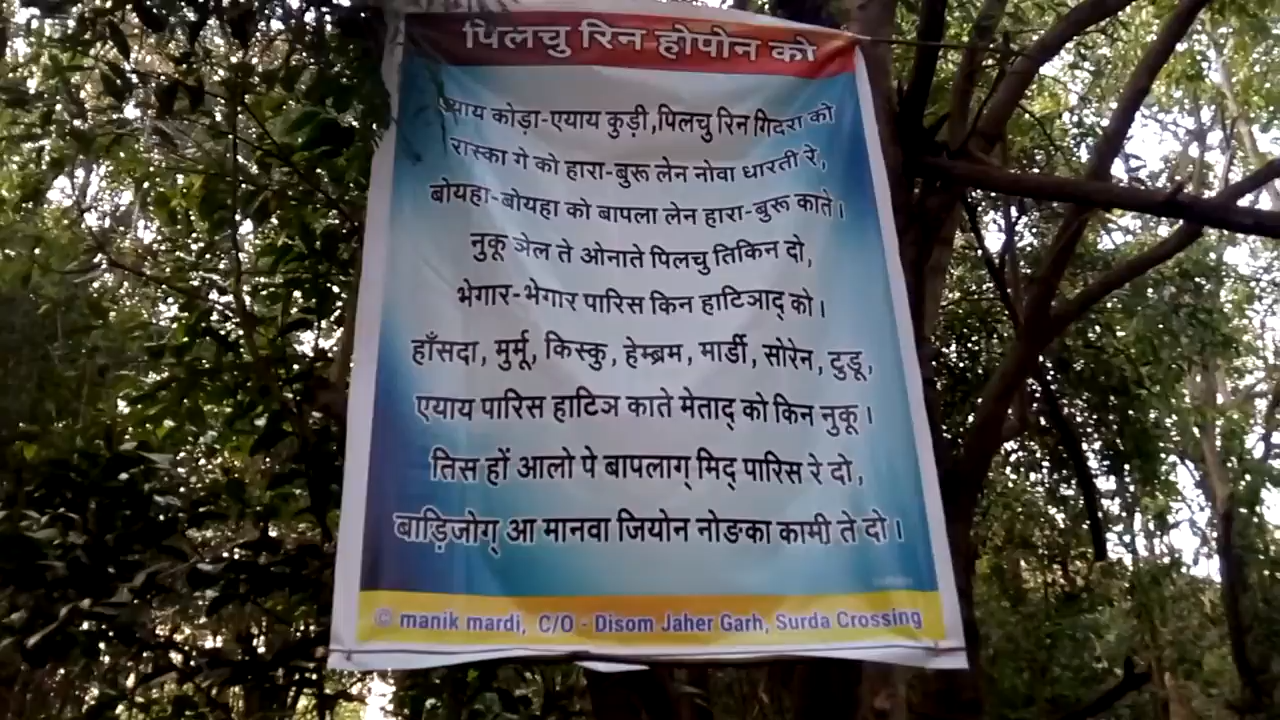 पिलचु रिन होपोन को
एयाय कोड़ा-एयाय कुड़ी,पिलचु रिन गिदरा को
रास्का गे को हारा-बुरू लेन नोवा धारती रे,
बोयहा-बोयहा को बापला लेन हारा-बुरू काते।
नुकू ञेल ते ओनाते पिलचु तिकिन दो,
भेगार-भेगार पारिस किन हाटिञाद् को।
हाँसदा, मुर्मू, किस्कु, हेम्ब्रम, मार्डी, सोरेन, टुडू,
एयाय पारिस हाटिञ काते मेताद् को किन नुकू।
तिस हों आलो पे बापलाग् मिद् पारिस रे दो,
बाड़िजोग् आ मानवा जियोन नोङका कामी ते दो।
© manik mardi, C/O - Disom Jaher Garh, Surda Crossing